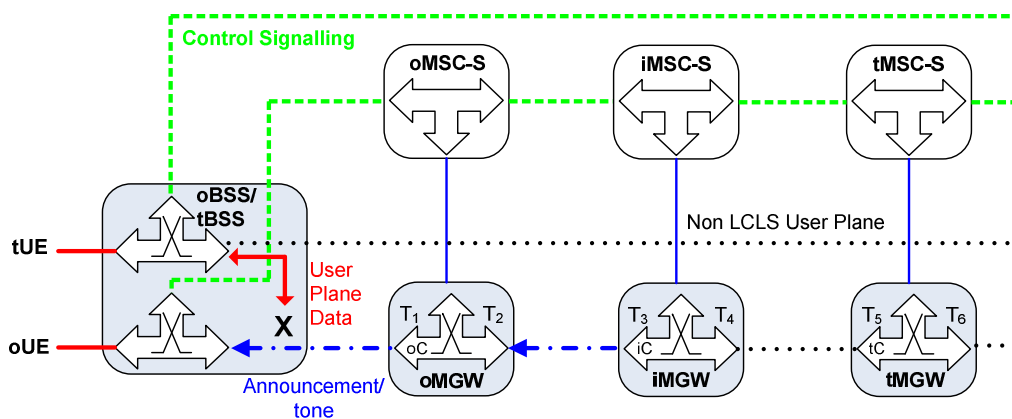 Control Signalling
oMSC-S
iMSC-S
tMSC-S
oBSS/
tBSS
Non LCLS User Plane
tUE
User
Plane
Data
X
T1
T2
T3
T4
T5
T6
oUE
oC
iC
tC
oMGW
iMGW
tMGW
Announcement/
tone